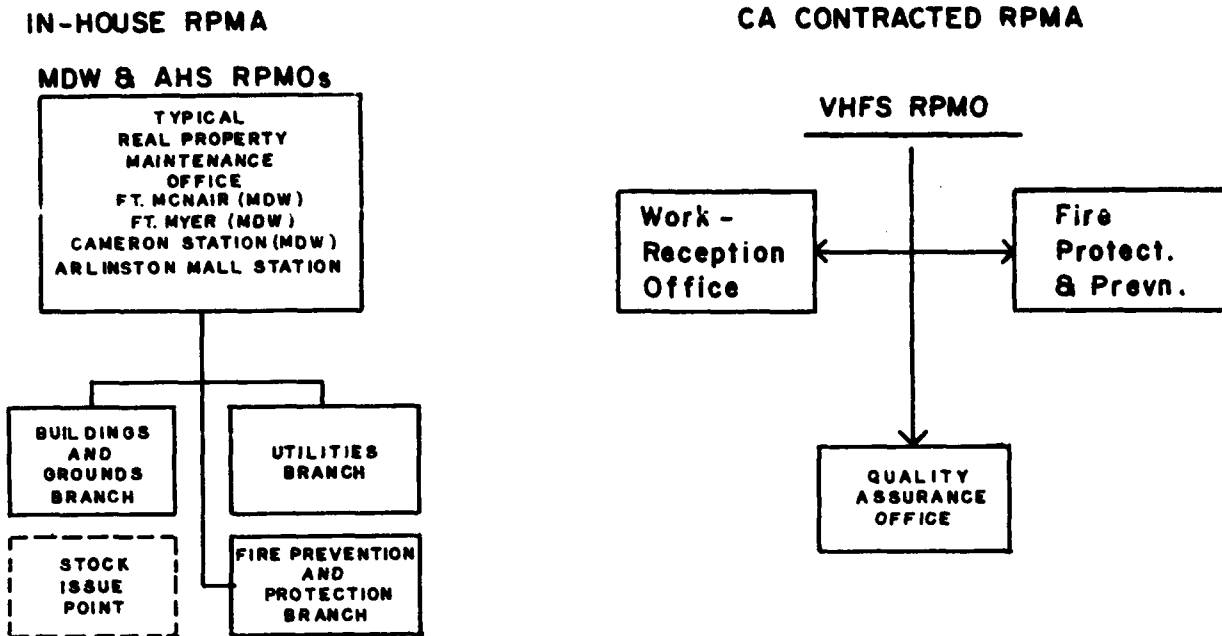 IN-HOUSE RPMA
MDW & AHS RPMOs
TYPICAL
REAL PROPERTY
MAINTENANCE
OFFICE
FT. MCNAIR (MDW)
FT. MYER (MDW)
CAMERON STATION (MDW)
ARLINSTON MALL STATION
BUILDINGS
AND
GROUNDS
BRANCH
UTILITIES
BRANCH
STOCK
ISSUE
POINT
FIRE PREVENTION
AND
PROTECTION
BRANCH
CA CONTRACTED RPMA
VHFS RPMO
Work-
Reception
Office
Fire
Protect.
& Prevn.
QUALITY
ASSURANCE
OFFICE